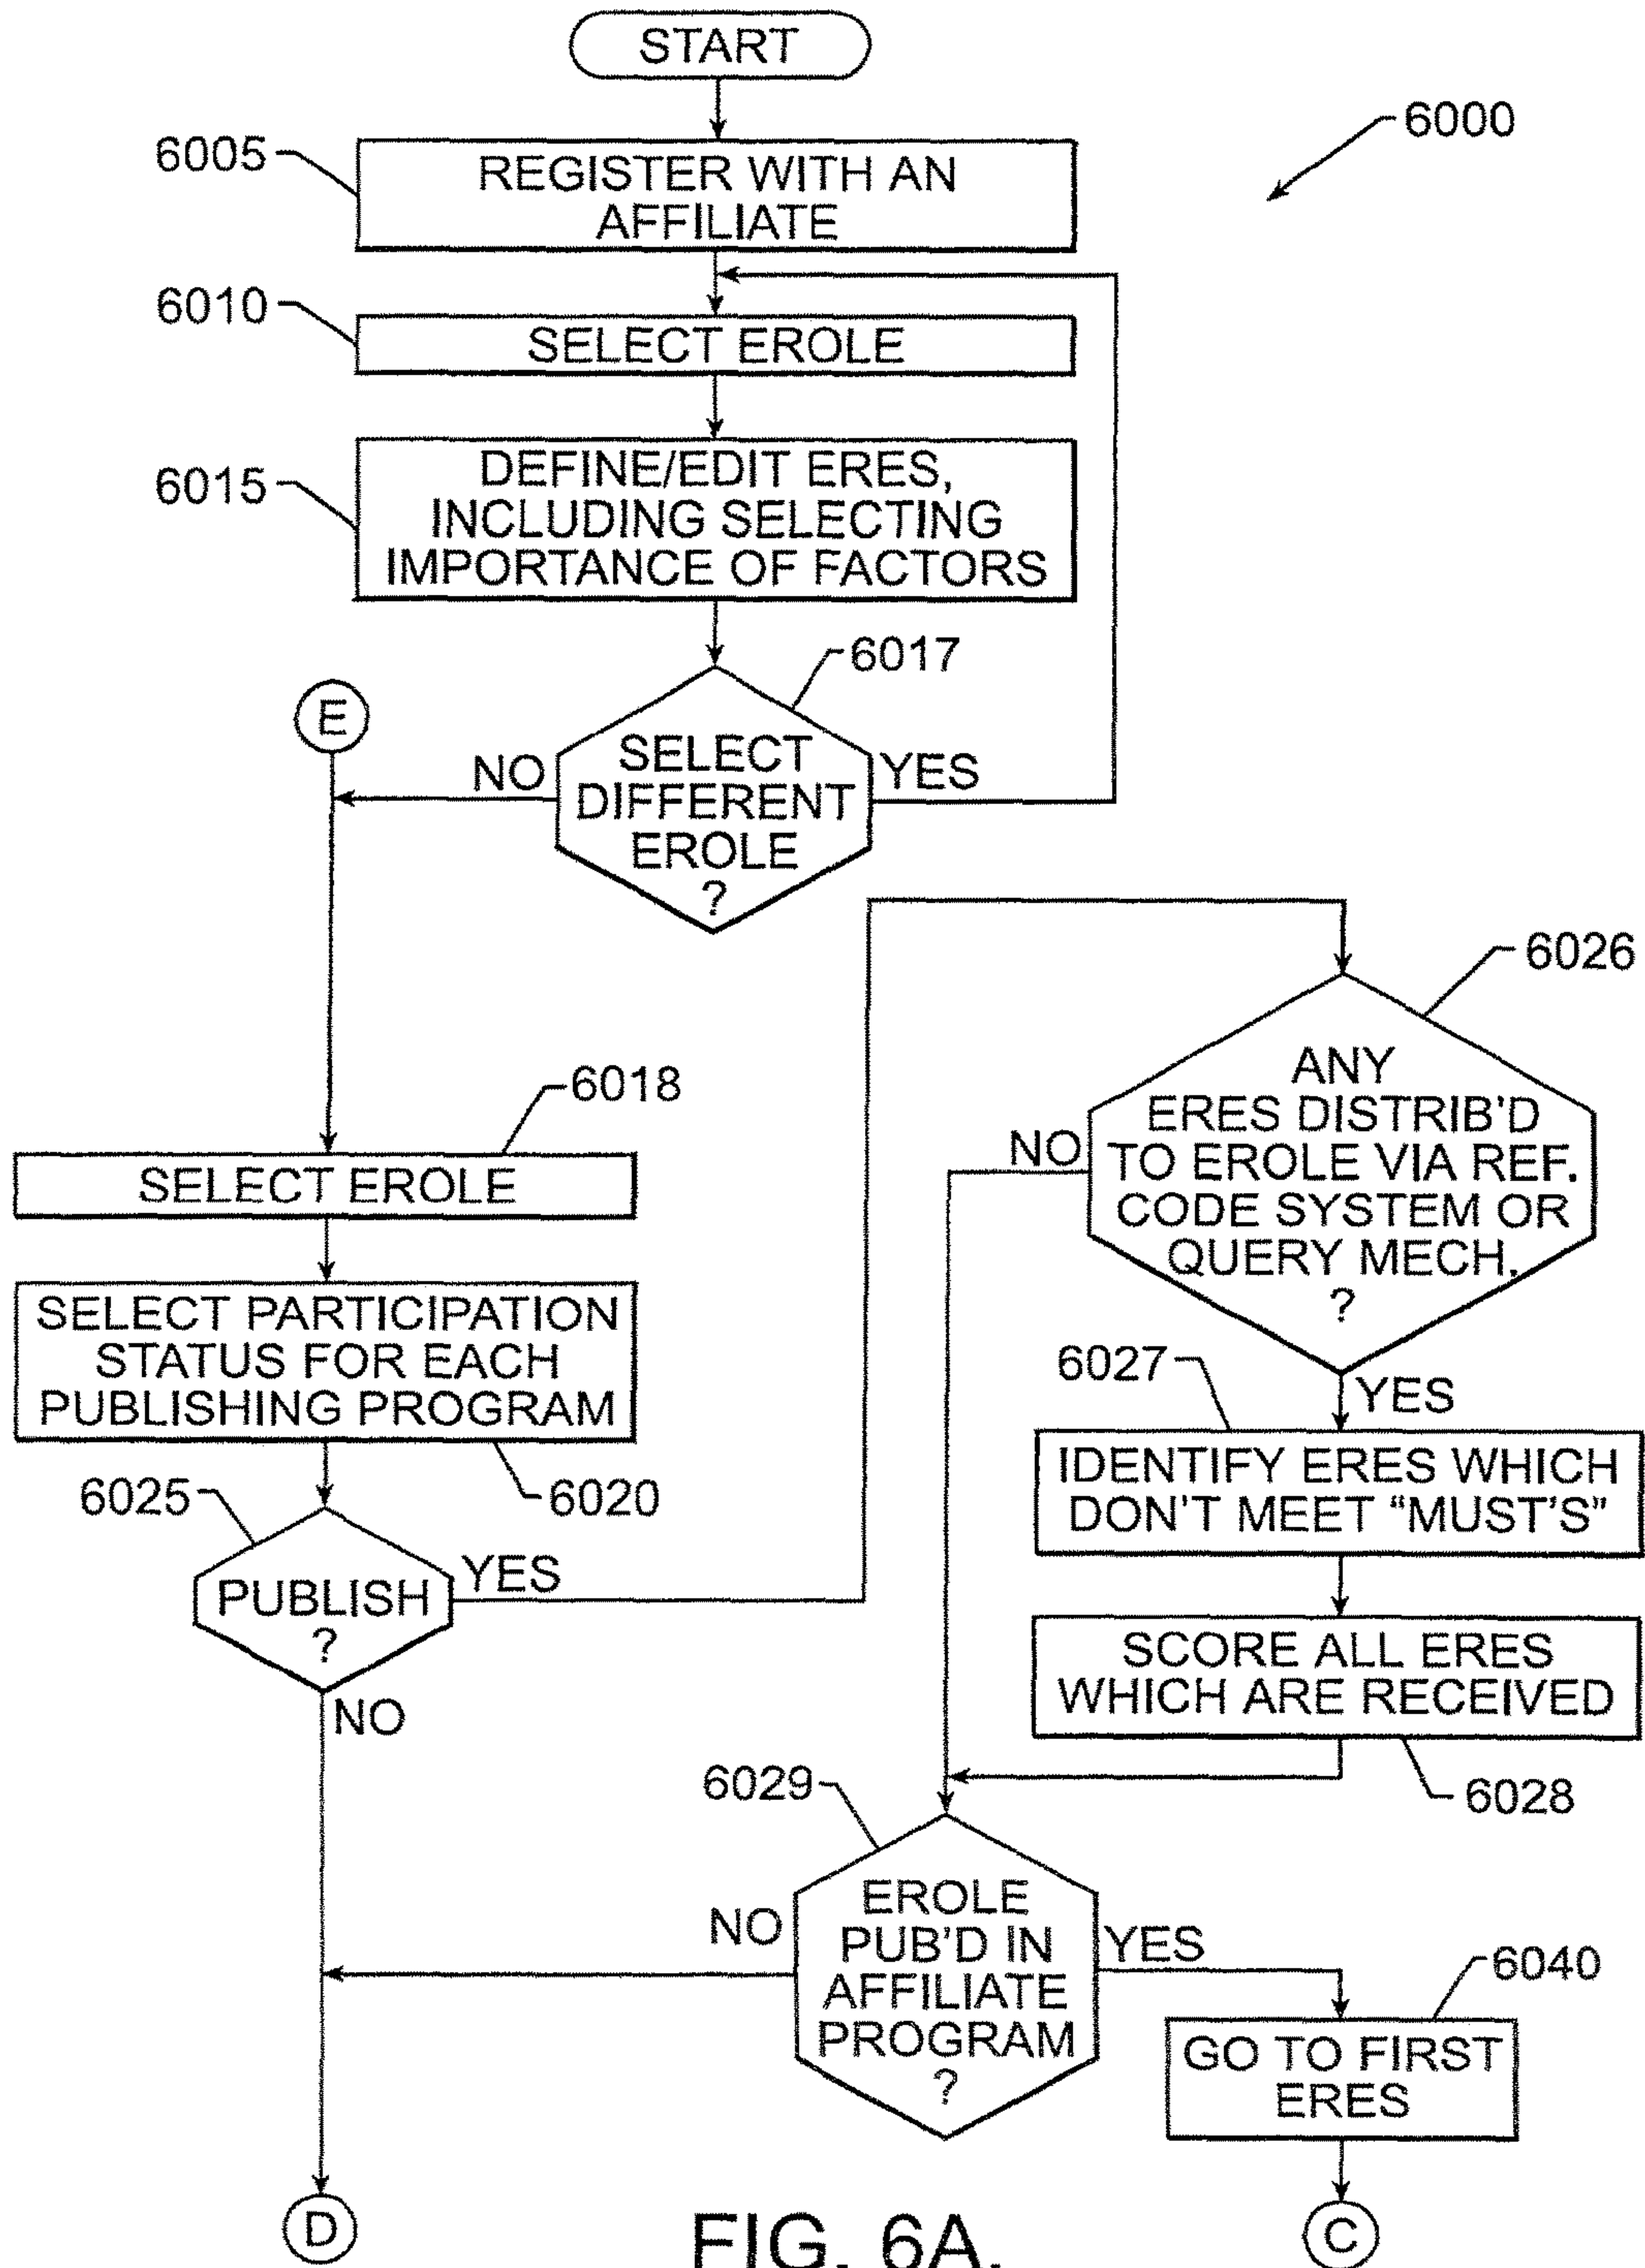 START
6000
6005
REGISTER WITH AN
AFFILIATE
6010
SELECT EROLE
6015
DEFINE/EDIT ERES,
INCLUDING SELECTING
IMPORTANCE OF FACTORS
6017
E
NO
SELECT
DIFFERENT
EROLE
?
YES
6026
ANY
ERES DISTRIB'D
TO EROLE VIA REF.
CODE SYSTEM OR
QUERY MECH.
?
NO
YES
6018
SELECT EROLE
SELECT PARTICIPATION
STATUS FOR EACH
PUBLISHING PROGRAM
6020
6025
PUBLISH
?
YES
NO
6027
IDENTIFY ERES WHICH
DON'T MEET “MUST'S”
SCORE ALL ERES
WHICH ARE RECEIVED
6028
6029
EROLE
PUB'D IN
AFFILIATE
PROGRAM
?
NO
YES
6040
GO TO FIRST
ERES
D
C
FIG. 6A.